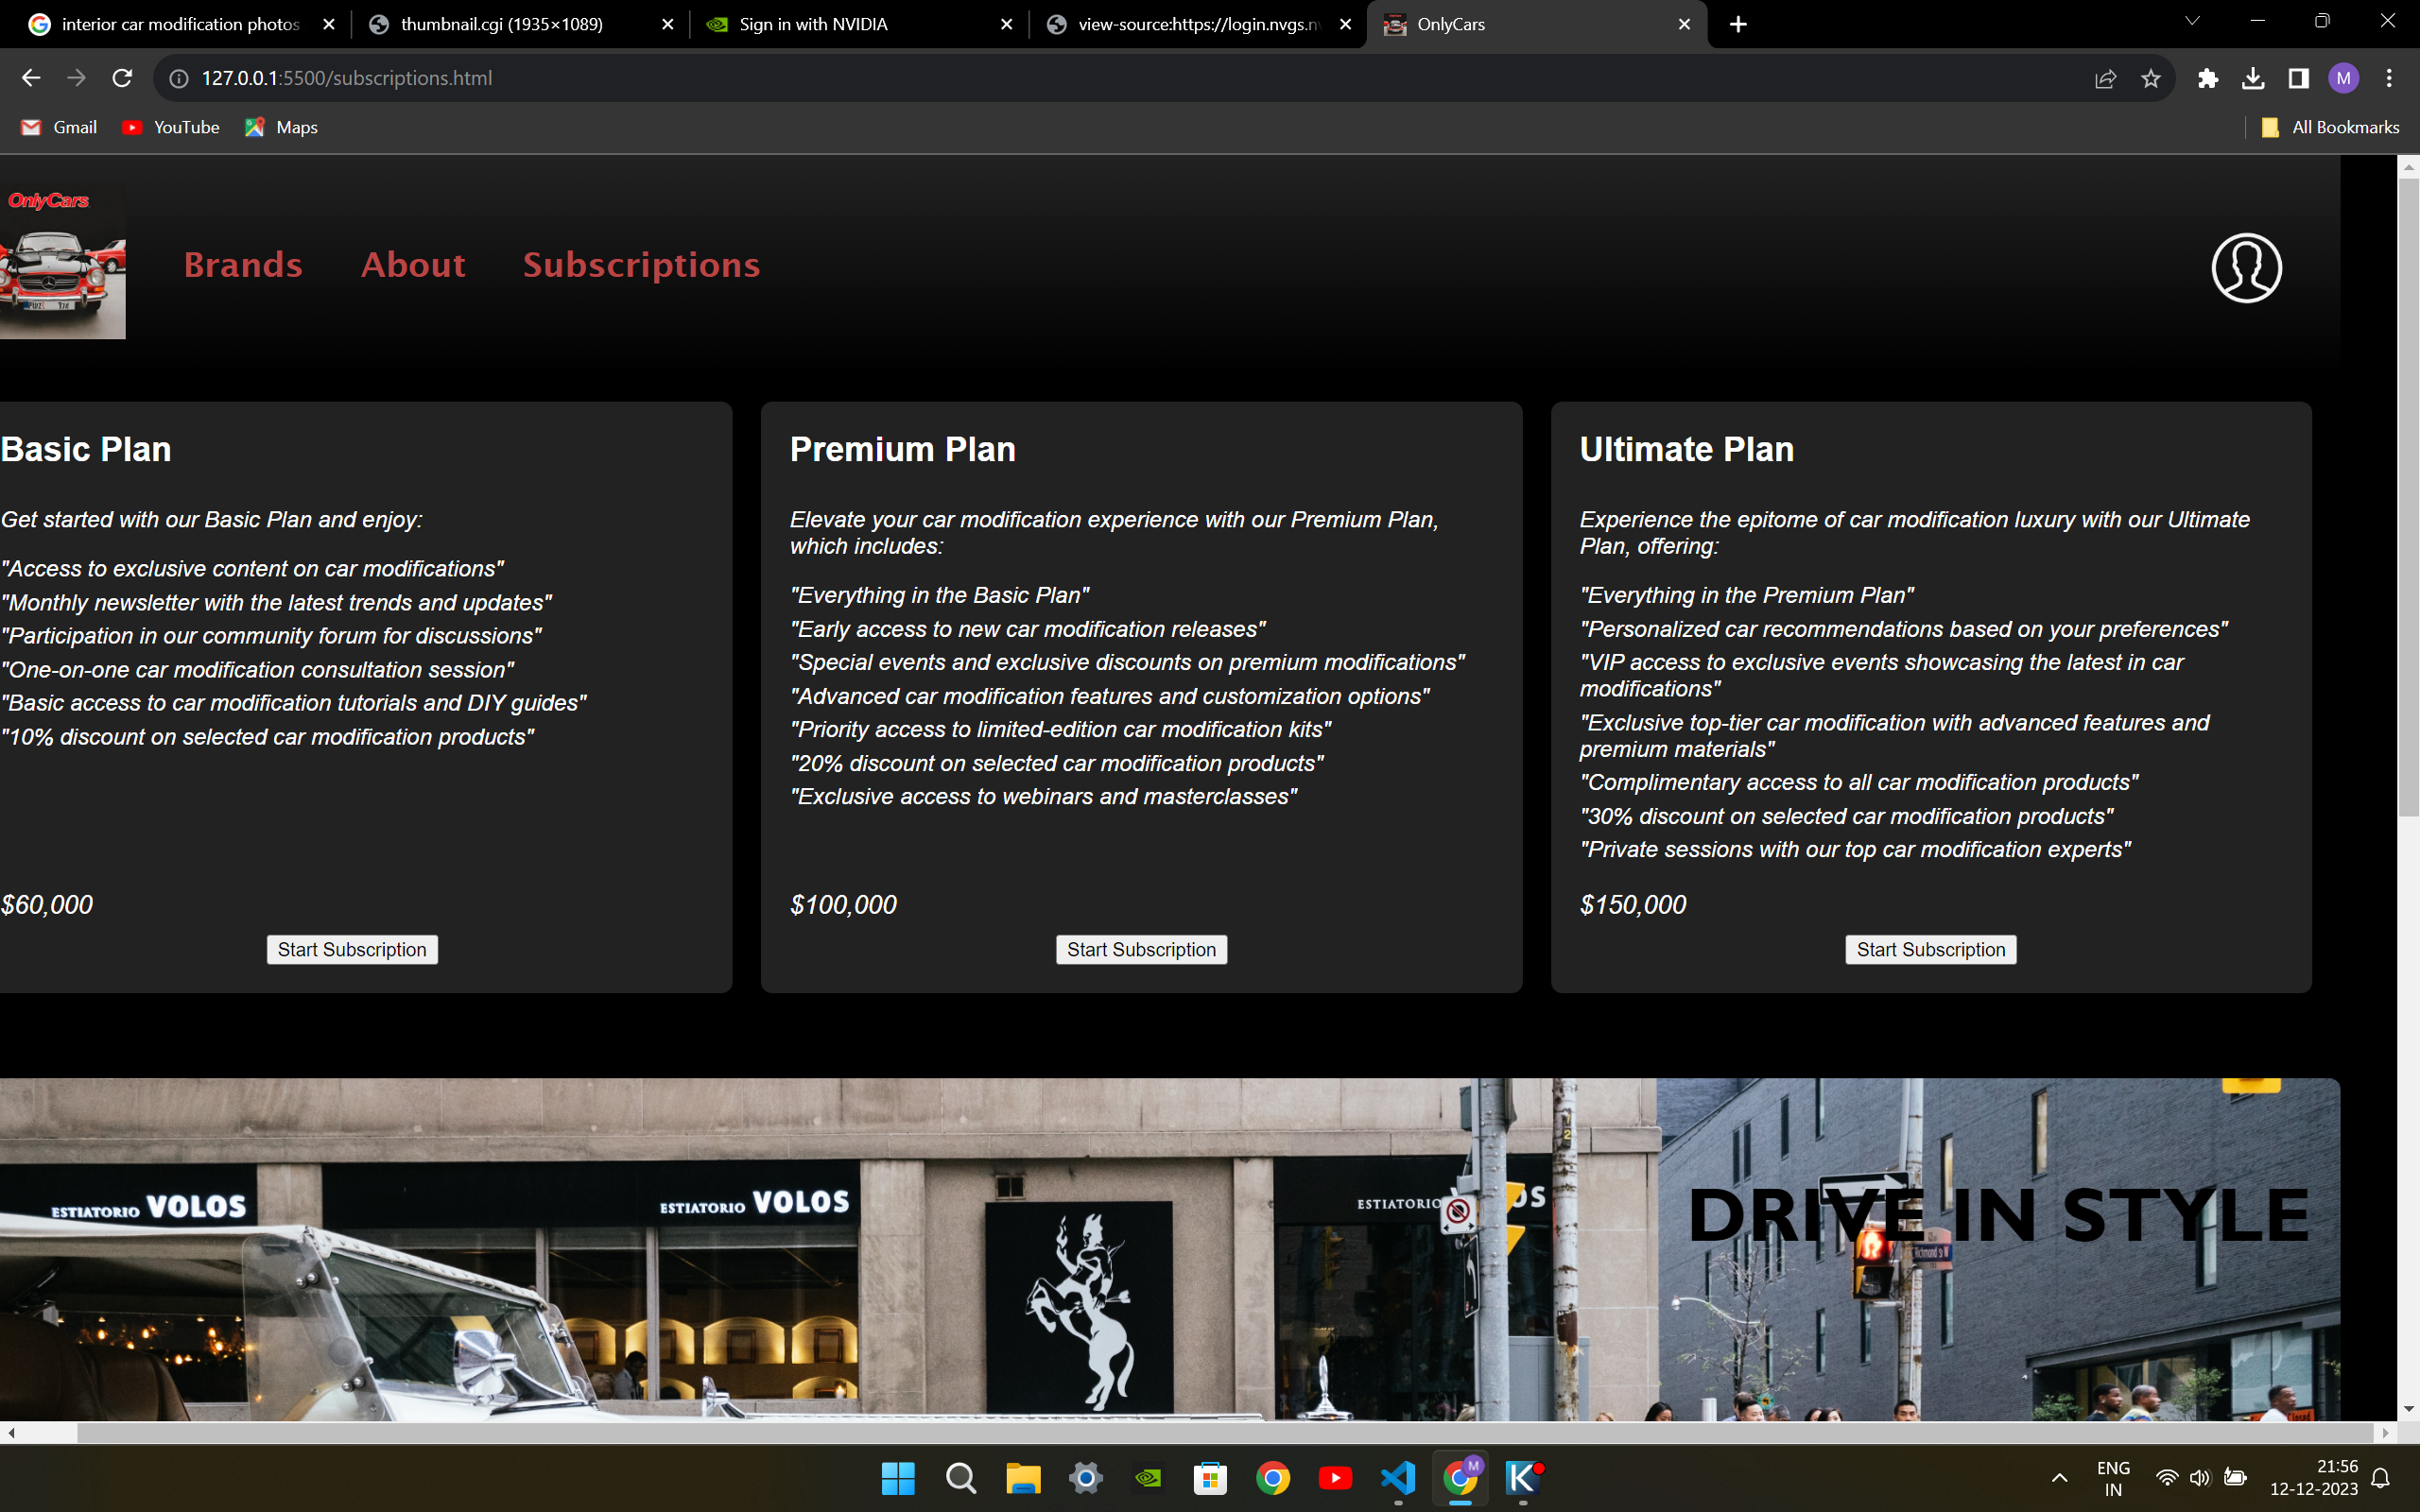 interior car modification photos
thumbnail.cgi (1935×1089)
Sign in with NVIDIA
view-source:https://login.nvgs.n
OnlyCars
127.0.0.1:5500/subscriptions.html
M
Gmail
YouTube
Maps
All Bookmarks
OnlyCars
Brands
About
Subscriptions
Basic Plan
Get started with our Basic Plan and enjoy:
"Access to exclusive content on car modifications"
"Monthly newsletter with the latest trends and updates"
"Participation in our community forum for discussions"
"One-on-one car modification consultation session"
"Basic access to car modification tutorials and DIY guides"
"10% discount on selected car modification products"
$60,000
Start Subscription
Premium Plan
Elevate your car modification experience with our Premium Plan,
which includes:
"Everything in the Basic Plan"
"Early access to new car modification releases"
"Special events and exclusive discounts on premium modifications"
"Advanced car modification features and customization options"
"Priority access to limited-edition car modification kits"
"20% discount on selected car modification products"
"Exclusive access to webinars and masterclasses"
$100,000
Start Subscription
Ultimate Plan
Experience the epitome of car modification luxury with our Ultimate
Plan, offering:
"Everything in the Premium Plan"
"Personalized car recommendations based on your preferences"
"VIP access to exclusive events showcasing the latest in car
modifications"
"Exclusive top-tier car modification with advanced features and
premium materials"
"Complimentary access to all car modification products"
"30% discount on selected car modification products"
"Private sessions with our top car modification experts"
$150,000
Start Subscription
ESTIATORIO VOLOS
ESTIATORIO VOLOS
ESTIATORIO OS
DRIVE IN STYLE
Richmond St W
M
ENG
IN
21:56
12-12-2023